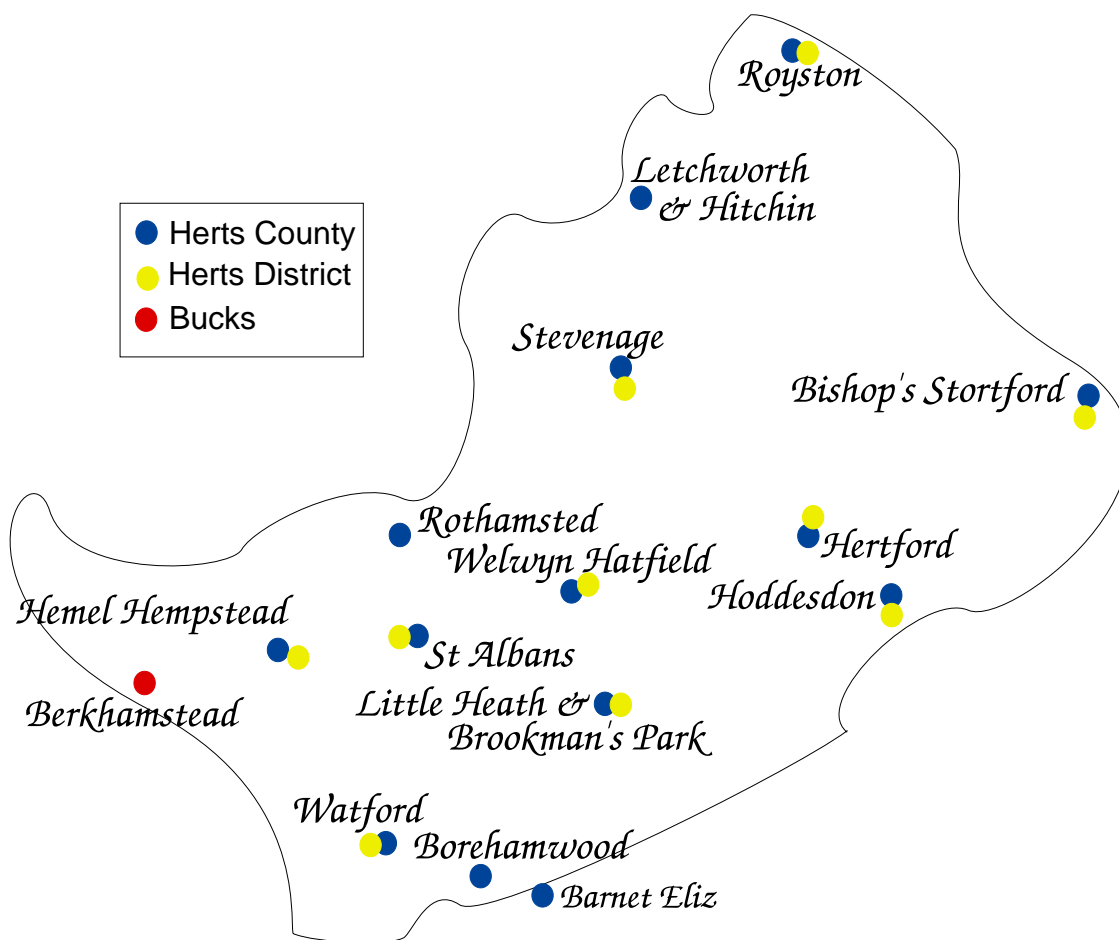 Royston
Letchworth
& Hitchin
Herts County
Herts District
Bucks
Stevenage
Bishop's Stortford
Rothamsted
Welwyn Hatfield
Hertford
Hoddesdon
Hemel Hempstead
St Albans
Berkhamstead
Little Heath &
Brookman's Park
Watford
Borehamwood
Barnet Eliz